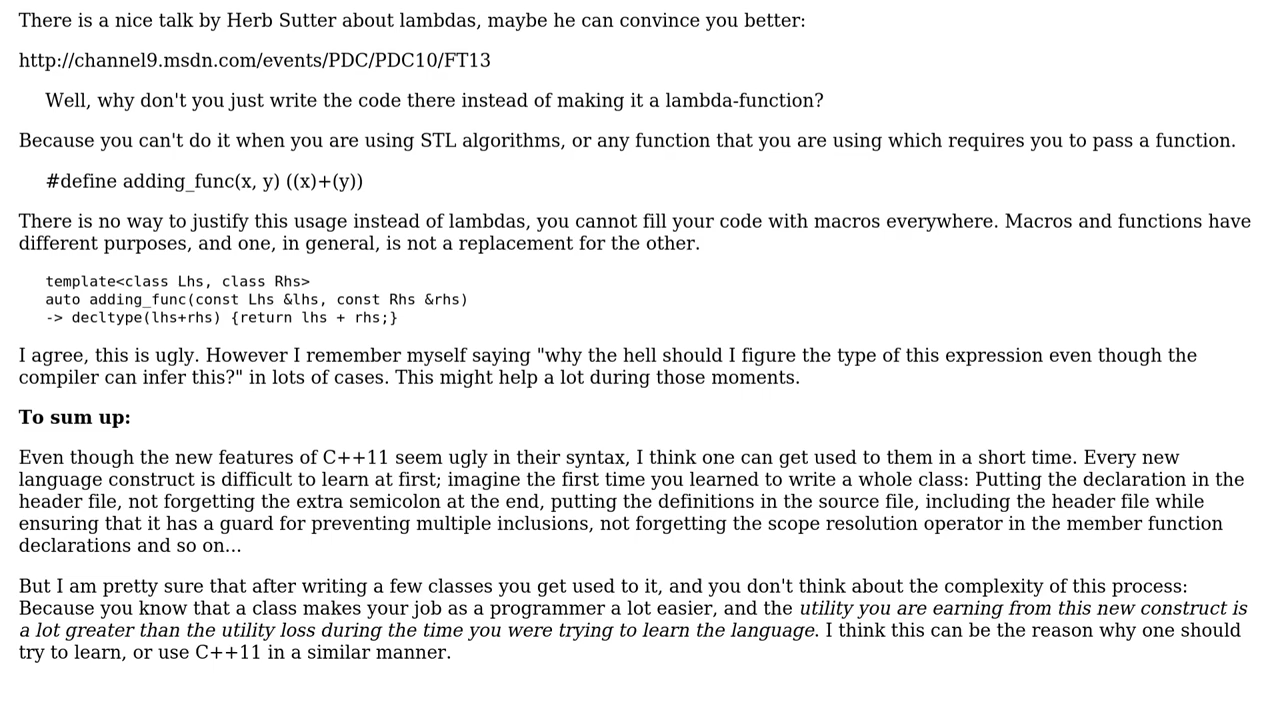 There is a nice talk by Herb Sutter about lambdas, maybe he can convince you better:
http://channel9.msdn.com/events/PDC/PDC10/FT13
Well, why don't you just write the code there instead of making it a lambda-function?
Because you can't do it when you are using STL algorithms, or any function that you are using which requires you to pass a function.
#define adding_func(x, y) ((x)+(y))
There is no way to justify this usage instead of lambdas, you cannot fill your code with macros everywhere. Macros and functions have
different purposes, and one, in general, is not a replacement for the other.
template<class Lhs, class Rhs>
auto adding_func(const Lhs &lhs, const Rhs &rhs)
-> decltype(lhs+rhs) {return lhs + rhs;}
I agree, this is ugly. However I remember myself saying "why the hell should I figure the type of this expression even though the
compiler can infer this?" in lots of cases. This might help a lot during those moments.
To sum up:
Even though the new features of C++11 seem ugly in their syntax, I think one can get used to them in a short time. Every new
language construct is difficult to learn at first; imagine the first time you learned to write a whole class: Putting the declaration in the
header file, not forgetting the extra semicolon at the end, putting the definitions in the source file, including the header file while
ensuring that it has a guard for preventing multiple inclusions, not forgetting the scope resolution operator in the member function
declarations and so on...
But I am pretty sure that after writing a few classes you get used to it, and you don't think about the complexity of this process:
Because you know that a class makes your job as a programmer a lot easier, and the utility you are earning from this new construct is
a lot greater than the utility loss during the time you were trying to learn the language. I think this can be the reason why one should
try to learn, or use C++11 in a similar manner.